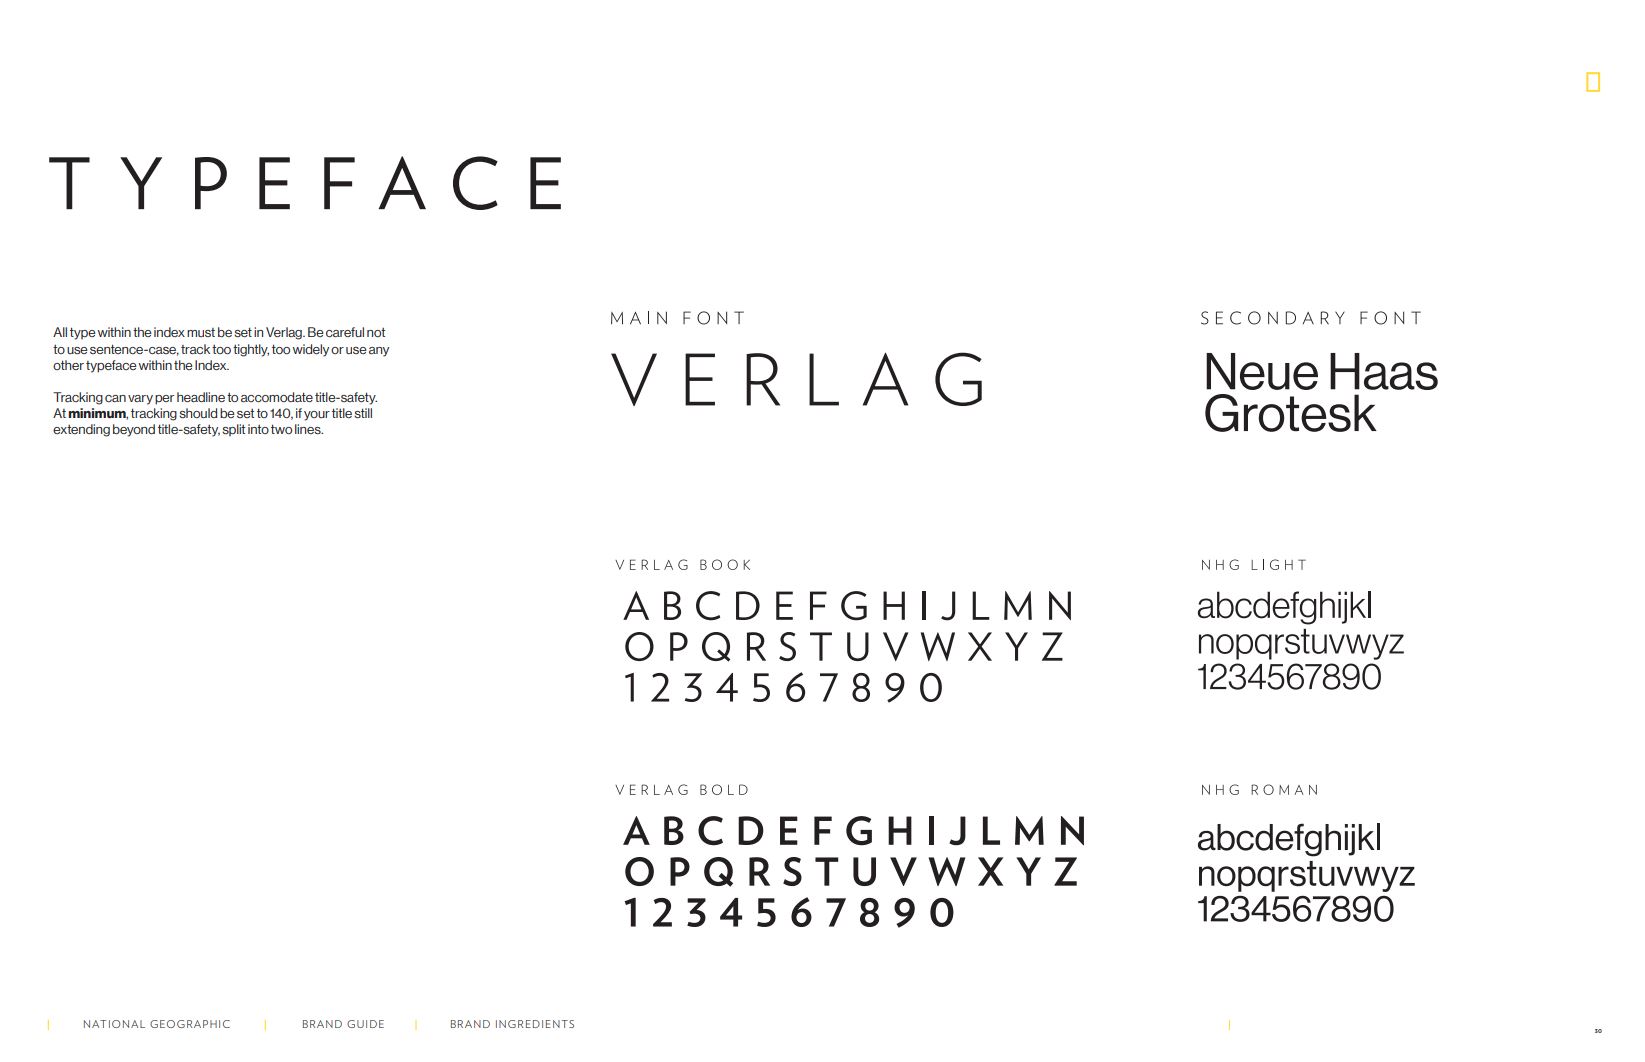 TYPEFACE
All type within the index must be set in Verlag. Be careful not
to use sentence-case, track too tightly, too widely or use any
other typeface within the Index.
Tracking can vary per headline to accomodate title-safety.
At minimum, tracking should be set to 140, if your title still
extending beyond title-safety, split into two lines.
MAIN FONT
VERLAG
VERLAG BOOK
ABCDEFGHIJLMN
OPQRSTUVWXYZ
1234567890
VERLAG BOLD
ABCDEFGHIJLMN
OPQRSTUVWXYZ
1234567890
SECONDARY FONT
Neue Haas
Grotesk
NHG LIGHT
abcdefghijkl
nopqrstuvwyz
1234567890
NHG ROMAN
abcdefghijkl
nopqrstuvwyz
1234567890
NATIONAL GEOGRAPHIC | BRAND GUIDE | BRAND INGREDIENTS
30